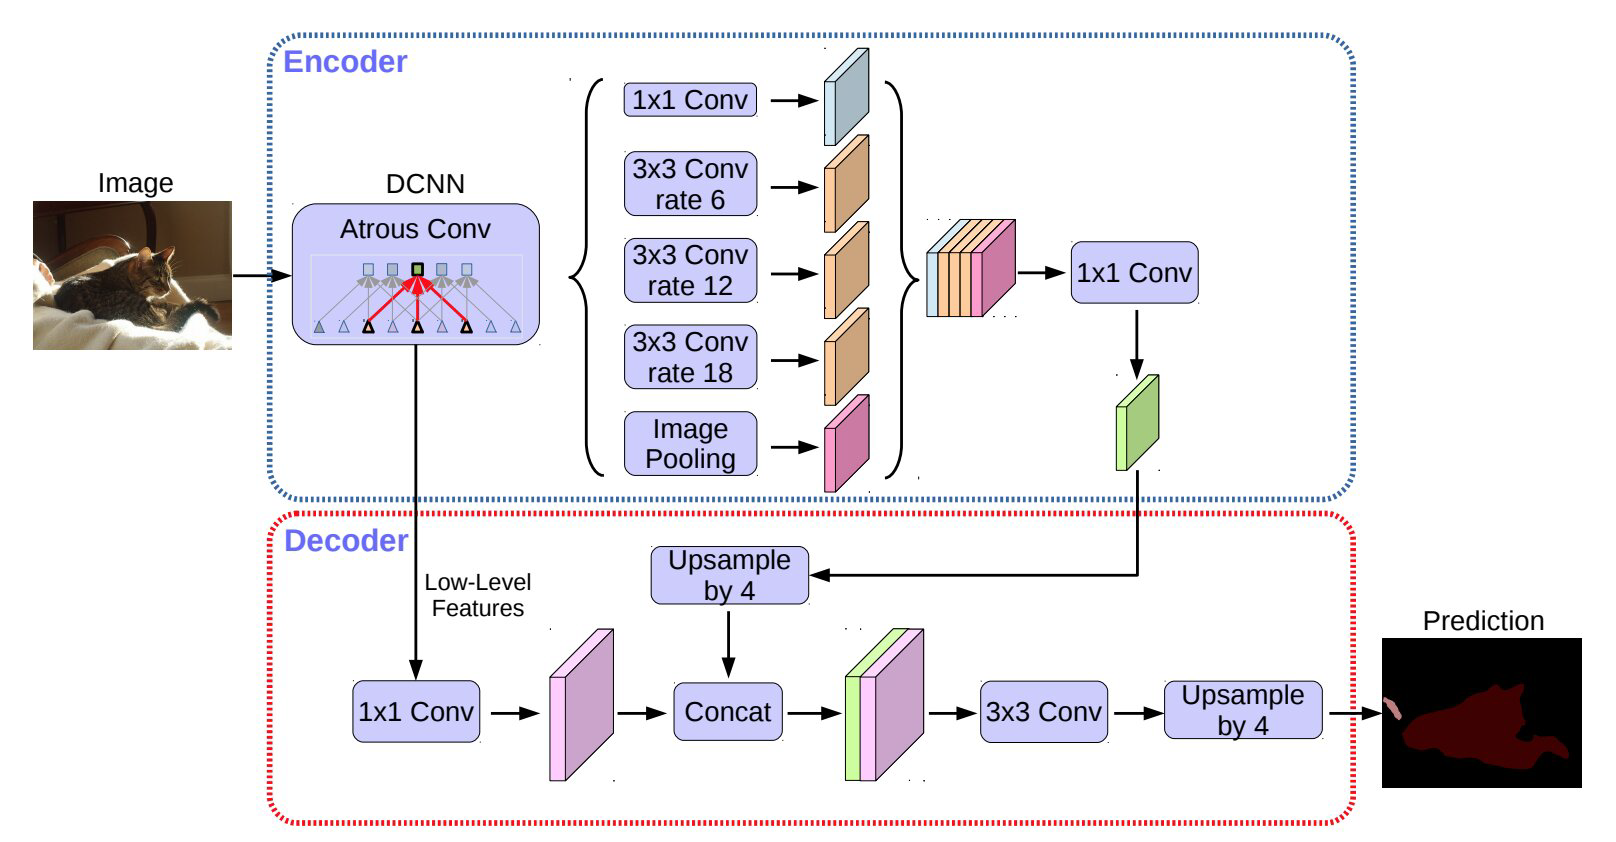 Encoder
Image
DCNN
Atrous Conv
1x1 Conv
3x3 Conv
rate 6
3x3 Conv
rate 12
3x3 Conv
rate 18
Image
Pooling
1x1 Conv
Decoder
Low-Level
Features
Upsample
by 4
1x1 Conv
Concat
3x3 Conv
Upsample
by 4
Prediction